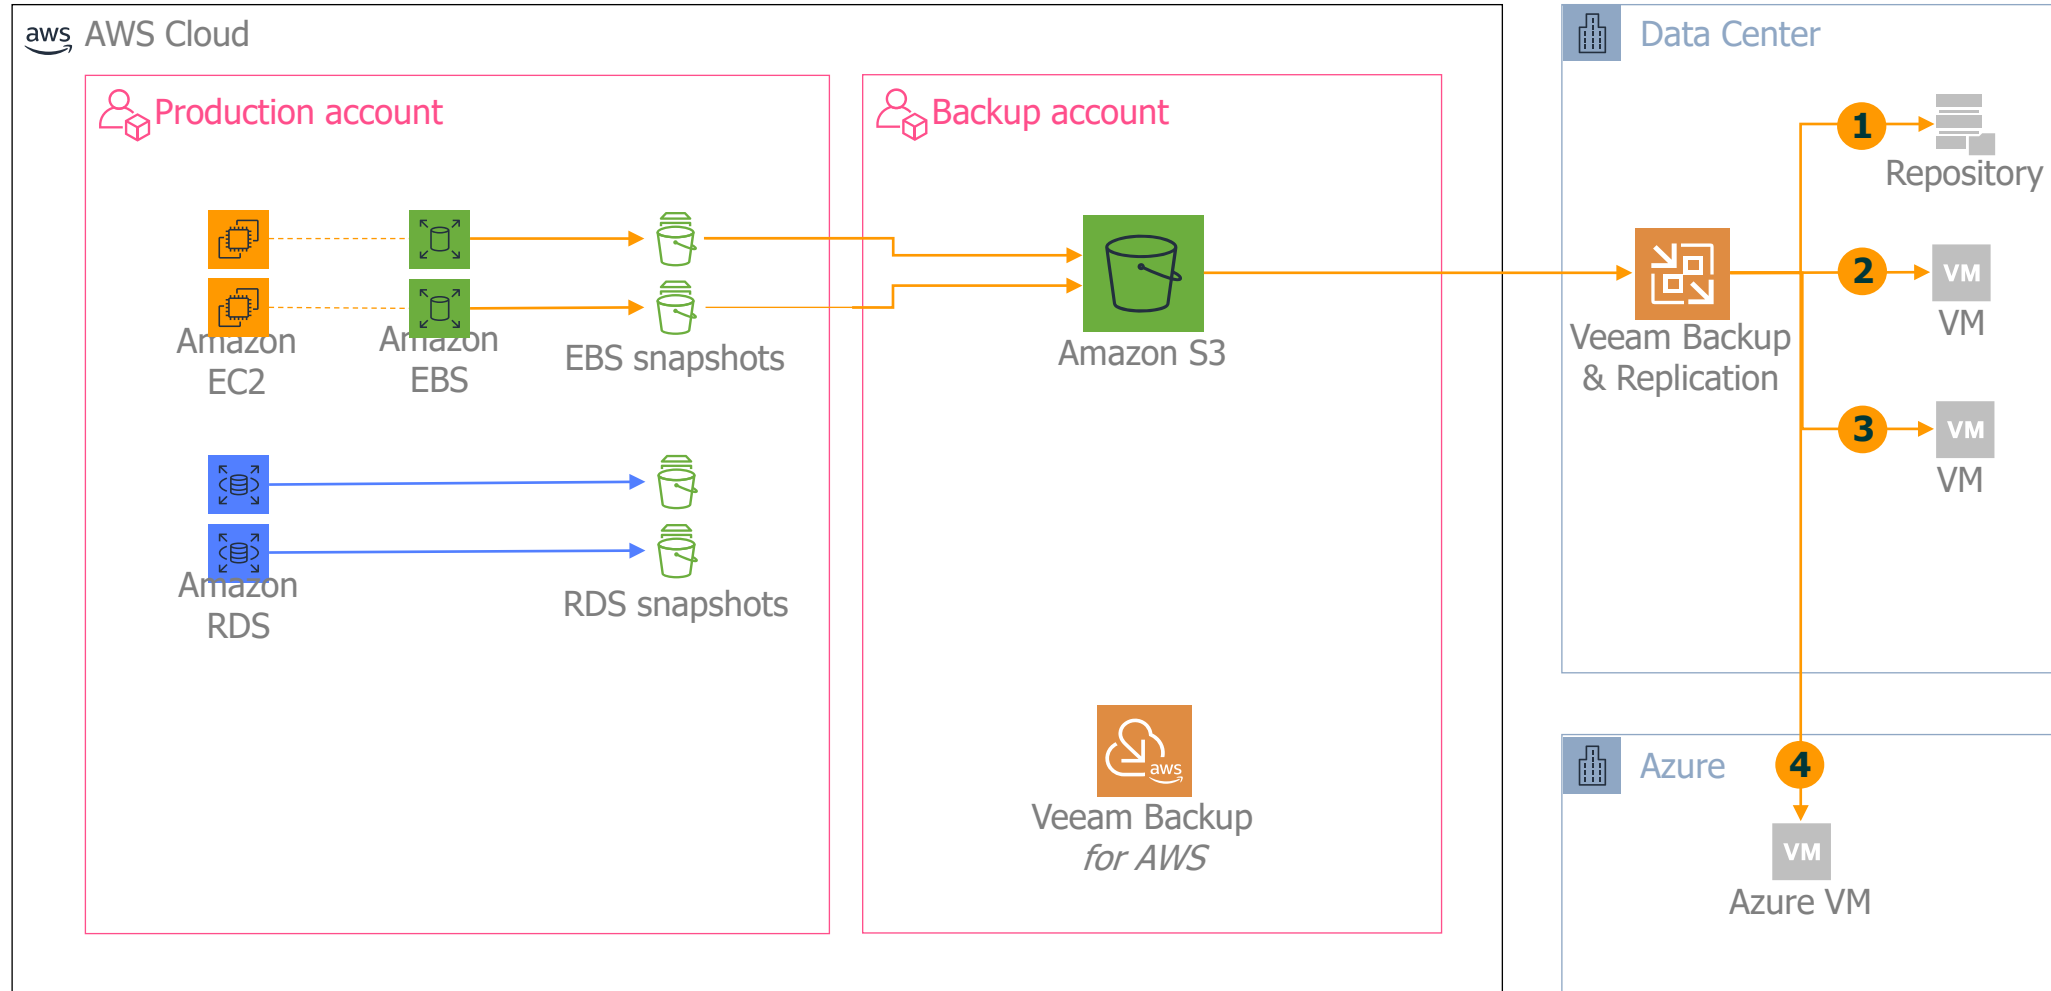 aws AWS Cloud
Production account
Amazon
EC2
Amazon
EBS
EBS snapshots
Amazon
RDS
RDS snapshots
Backup account
Amazon S3
aws
Veeam Backup
for AWS
Data Center
1
Repository
2
VM
VM
Veeam Backup
& Replication
3
VM
VM
Azure
4
VM
Azure VM